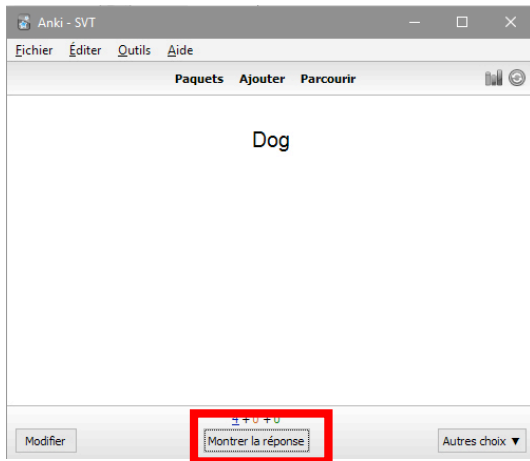 Anki - SVT
Fichier Éditer Outils Aide
Paquets Ajouter Parcourir
Dog
4 + 0 + 0
Modifier Montrer la réponse Autres choix ▼